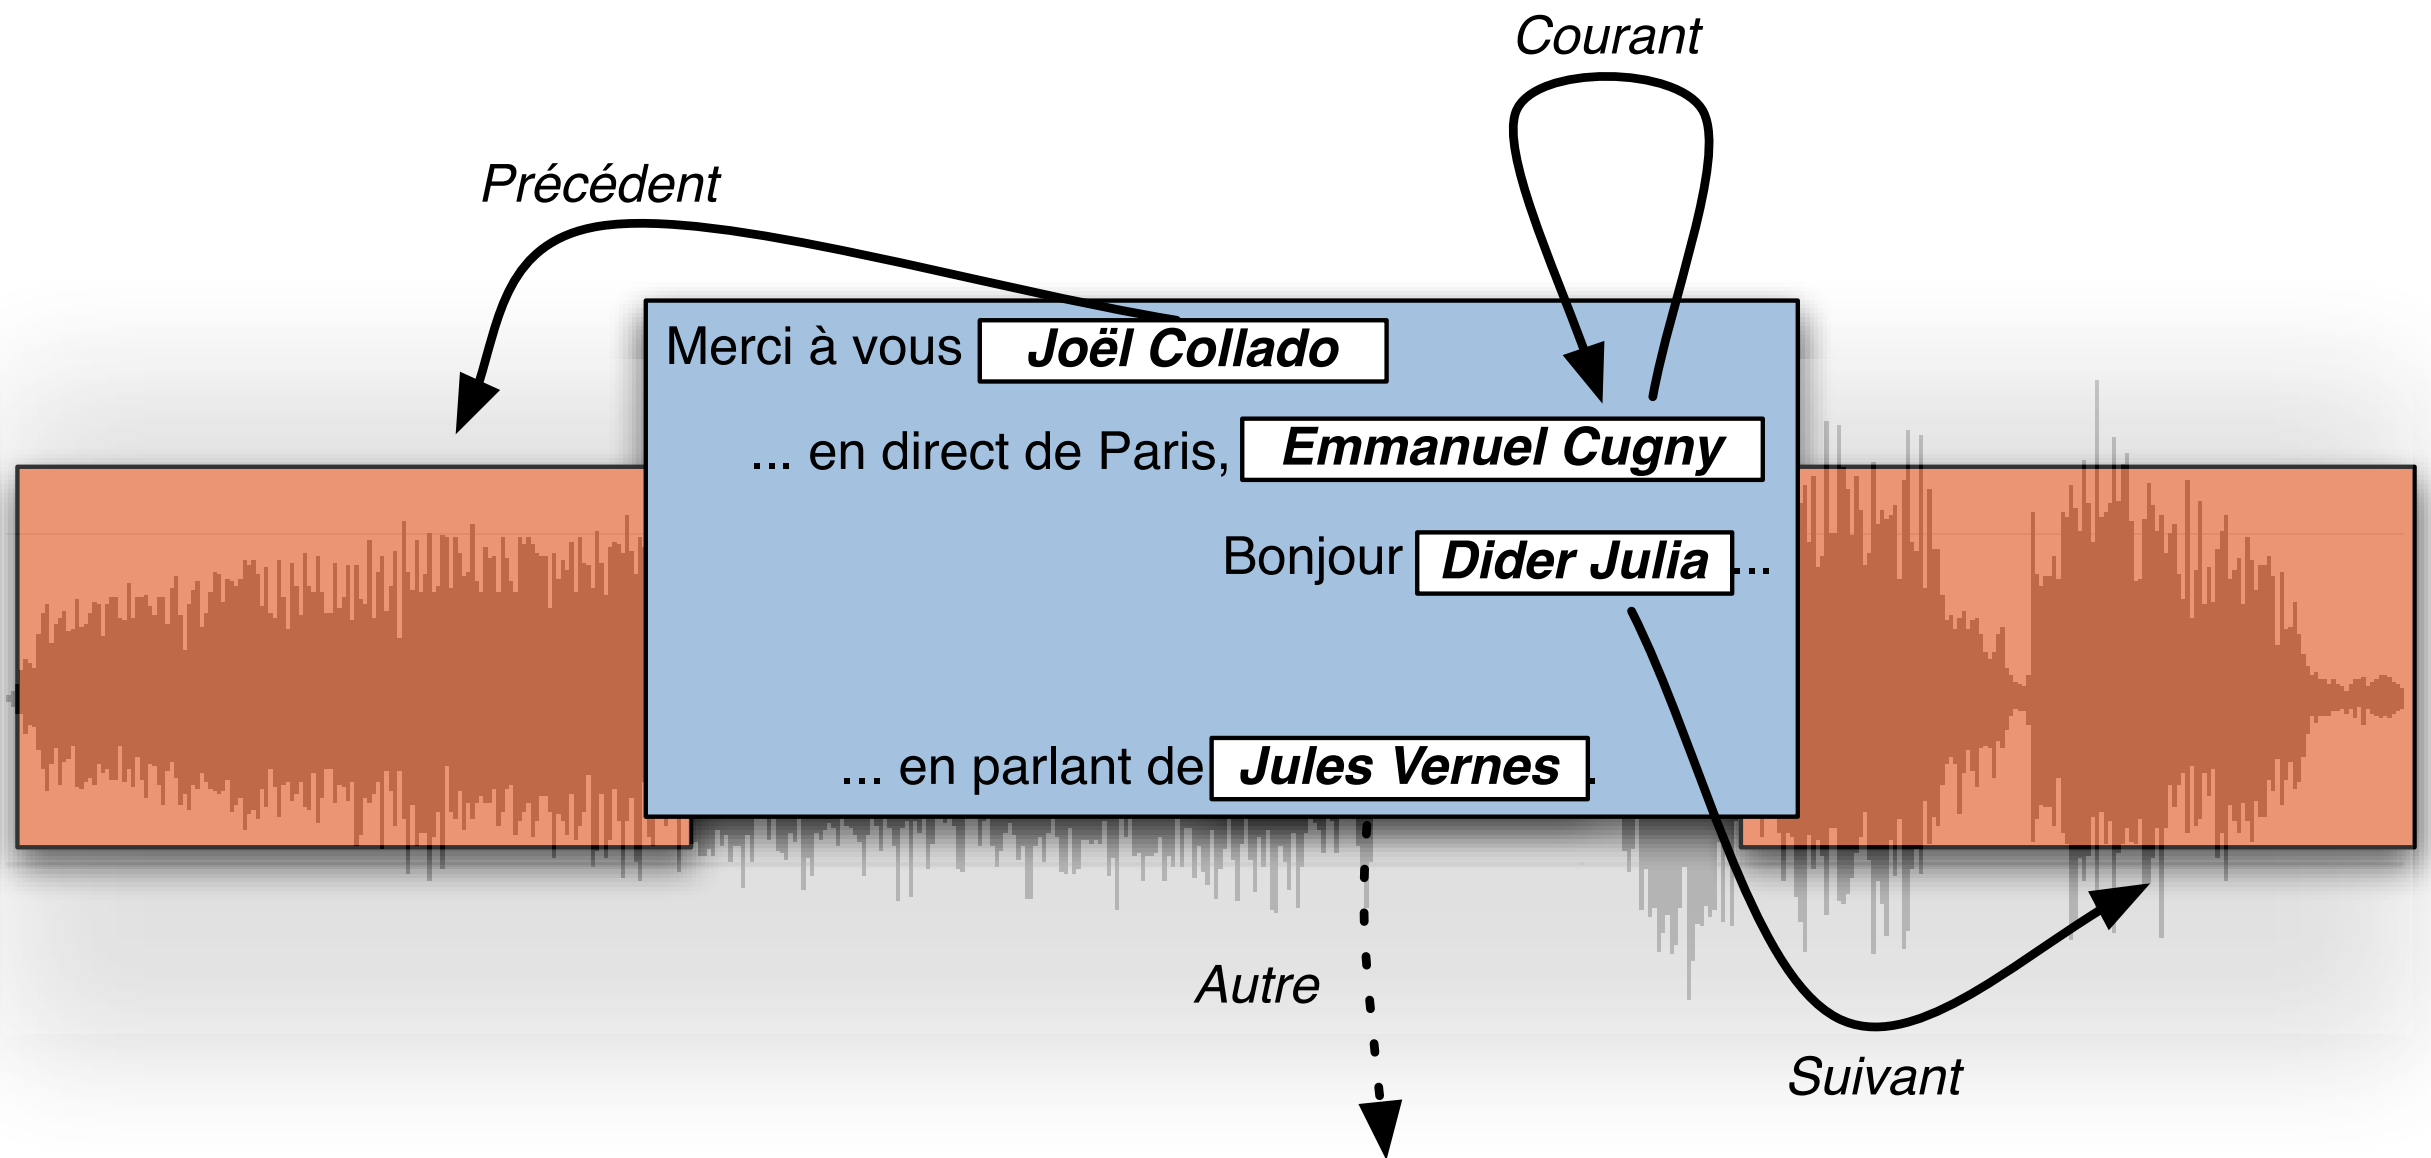 Courant
Précédent
Merci à vous Joël Collado
... en direct de Paris, Emmanuel Cugny
Bonjour Dider Julia ...
... en parlant de Jules Vernes .
Autre
Suivant